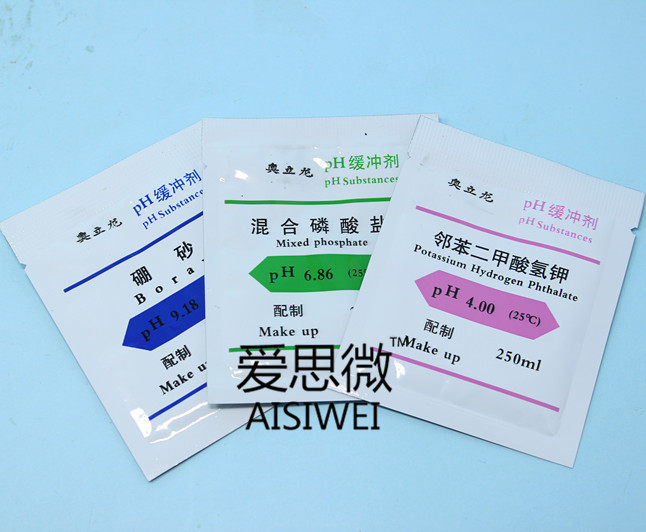 奥立龙
pH缓冲剂
pH Substances
硼 砂
Bora
pH 9.18
配制
Make up
奥立龙
pH缓冲剂
pH Substances
混合磷酸盐
Mixed phosphate
pH 6.86 (25
配制
Make up
奥立龙
pH缓冲剂
pH Substances
邻苯二甲酸氢钾
Potassium Hydrogen Phthalate
pH 4.00 (25℃)
配制
Make up 250ml
爱思微™
AISIWEI